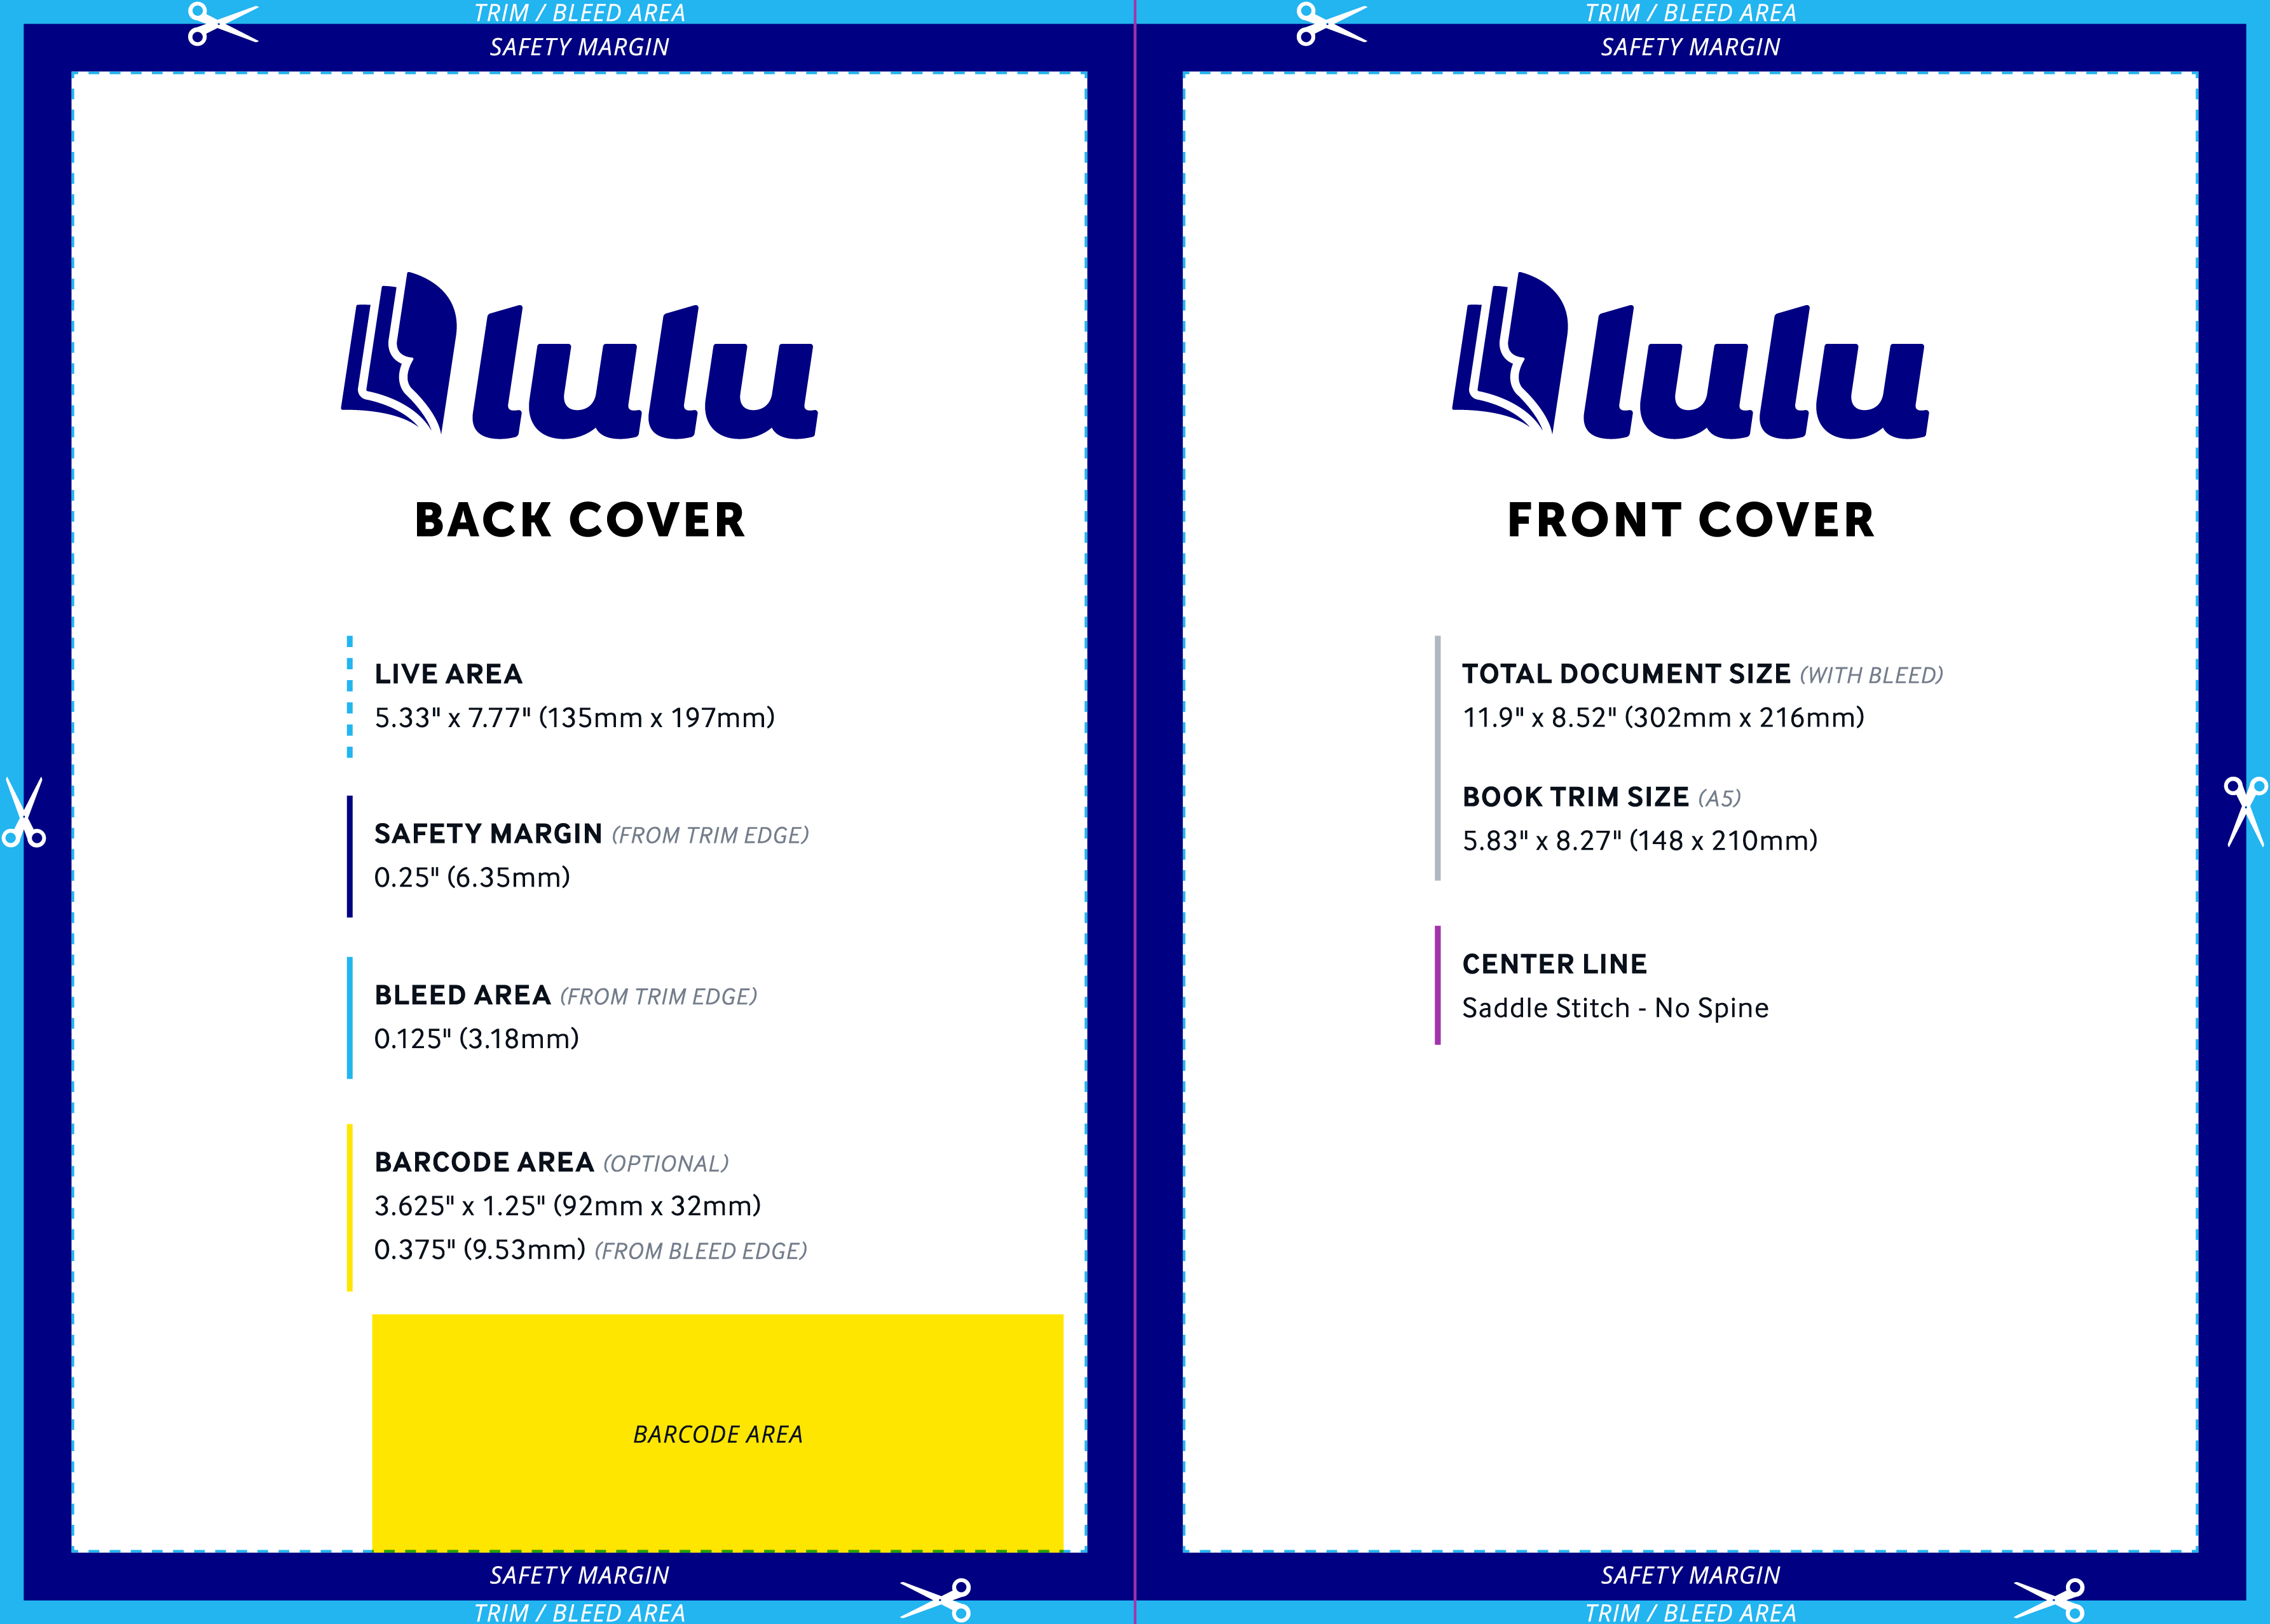 TRIM / BLEED AREA
SAFETY MARGIN
lulu
BACK COVER
LIVE AREA
5.33" x 7.77" (135mm x 197mm)
SAFETY MARGIN (FROM TRIM EDGE)
0.25" (6.35mm)
BLEED AREA (FROM TRIM EDGE)
0.125" (3.18mm)
BARCODE AREA (OPTIONAL)
3.625" x 1.25" (92mm x 32mm)
0.375" (9.53mm) (FROM BLEED EDGE)
BARCODE AREA
SAFETY MARGIN
TRIM / BLEED AREA
TRIM / BLEED AREA
SAFETY MARGIN
lulu
FRONT COVER
TOTAL DOCUMENT SIZE (WITH BLEED)
11.9" x 8.52" (302mm x 216mm)
BOOK TRIM SIZE (A5)
5.83" x 8.27" (148 x 210mm)
CENTER LINE
Saddle Stitch - No Spine
SAFETY MARGIN
TRIM / BLEED AREA